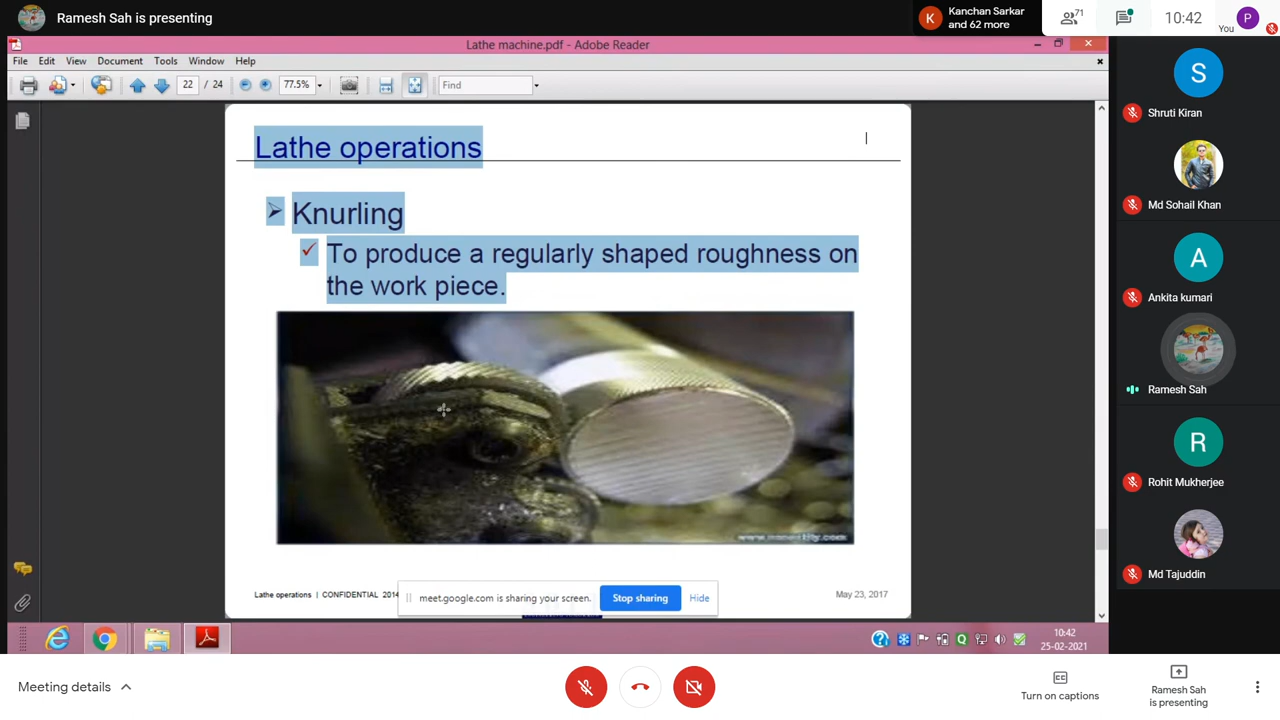 Ramesh Sah is presenting
K
Kanchan Sarkar
and 62 more
71
10:42
You
P
Lathe machine.pdf - Adobe Reader
File Edit View Document Tools Window Help
22 / 24 77.5% Find
Lathe operations
Knurling
To produce a regularly shaped roughness on
the work piece.
Lathe operations | CONFIDENTIAL 2014
May 23, 2017
meet.google.com is sharing your screen. Stop sharing Hide
10:42
25-02-2021
S
Shruti Kiran
Md Sohail Khan
A
Ankita kumari
Ramesh Sah
R
Rohit Mukherjee
Md Tajuddin
Meeting details
Turn on captions
Ramesh Sah
is presenting